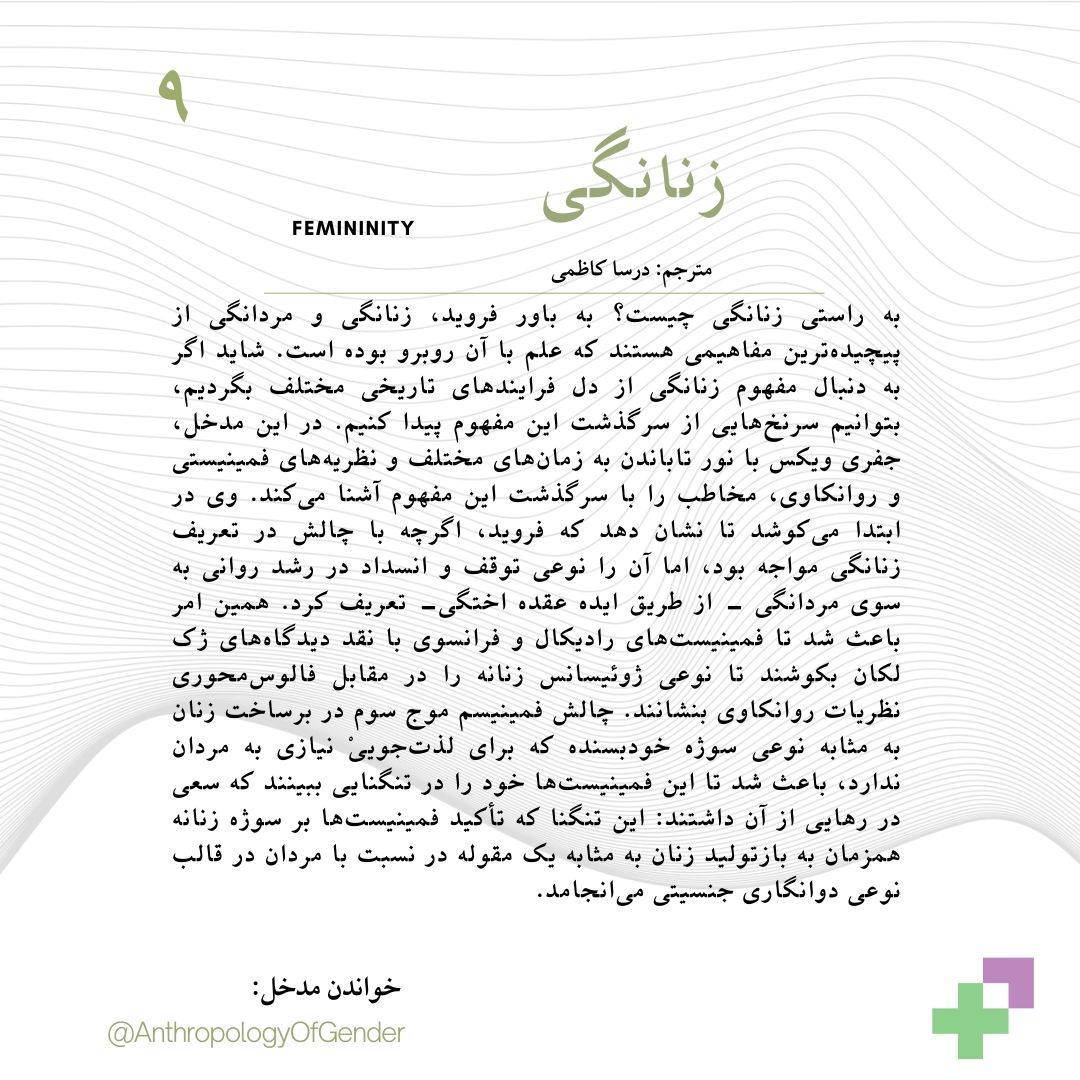 ۹
زنانگی
FEMININITY
مترجم: درسا کاظمی
به راستی زنانگی چیست؟ به باور فروید، زنانگی و مردانگی از
پیچیده‌ترین مفاهیمی هستند که علم با آن روبرو بوده است. شاید اگر
به دنبال مفهوم زنانگی از دل فرایندهای تاریخی مختلف بگردیم،
بتوانیم سرنخ‌هایی از سرگذشت این مفهوم پیدا کنیم. در این مدخل،
جفری ویکس با نور تاباندن به زمان‌های مختلف و نظریه‌های فمینیستی
و روانکاوی، مخاطب را با سرگذشت این مفهوم آشنا می‌کند. وی در
ابتدا می‌کوشد تا نشان دهد که فروید، اگرچه با چالش در تعریف
زنانگی مواجه بود، اما آن را نوعی توقف و انسداد در رشد روانی به
سوی مردانگی – از طریق ایده عقده اختگی– تعریف کرد. همین امر
باعث شد تا فمینیست‌های رادیکال و فرانسوی با نقد دیدگاه‌های ژک
لکان بکوشند تا نوعی ژوئیسانس زنانه را در مقابل فالوس‌محوری
نظریات روانکاوی بنشانند. چالش فمینیسم موج سوم در برساخت زنان
به مثابه نوعی سوژه خودبسنده که برای لذت‌جوییْ نیازی به مردان
ندارد، باعث شد تا این فمینیست‌ها خود را در تنگنایی ببینند که سعی
در رهایی از آن داشتند: این تنگنا که تأکید فمینیست‌ها بر سوژه زنانه
همزمان به بازتولید زنان به مثابه یک مقوله در نسبت با مردان در قالب
نوعی دوانگاری جنسیتی می‌انجامد.
خواندن مدخل:
@AnthropologyOfGender